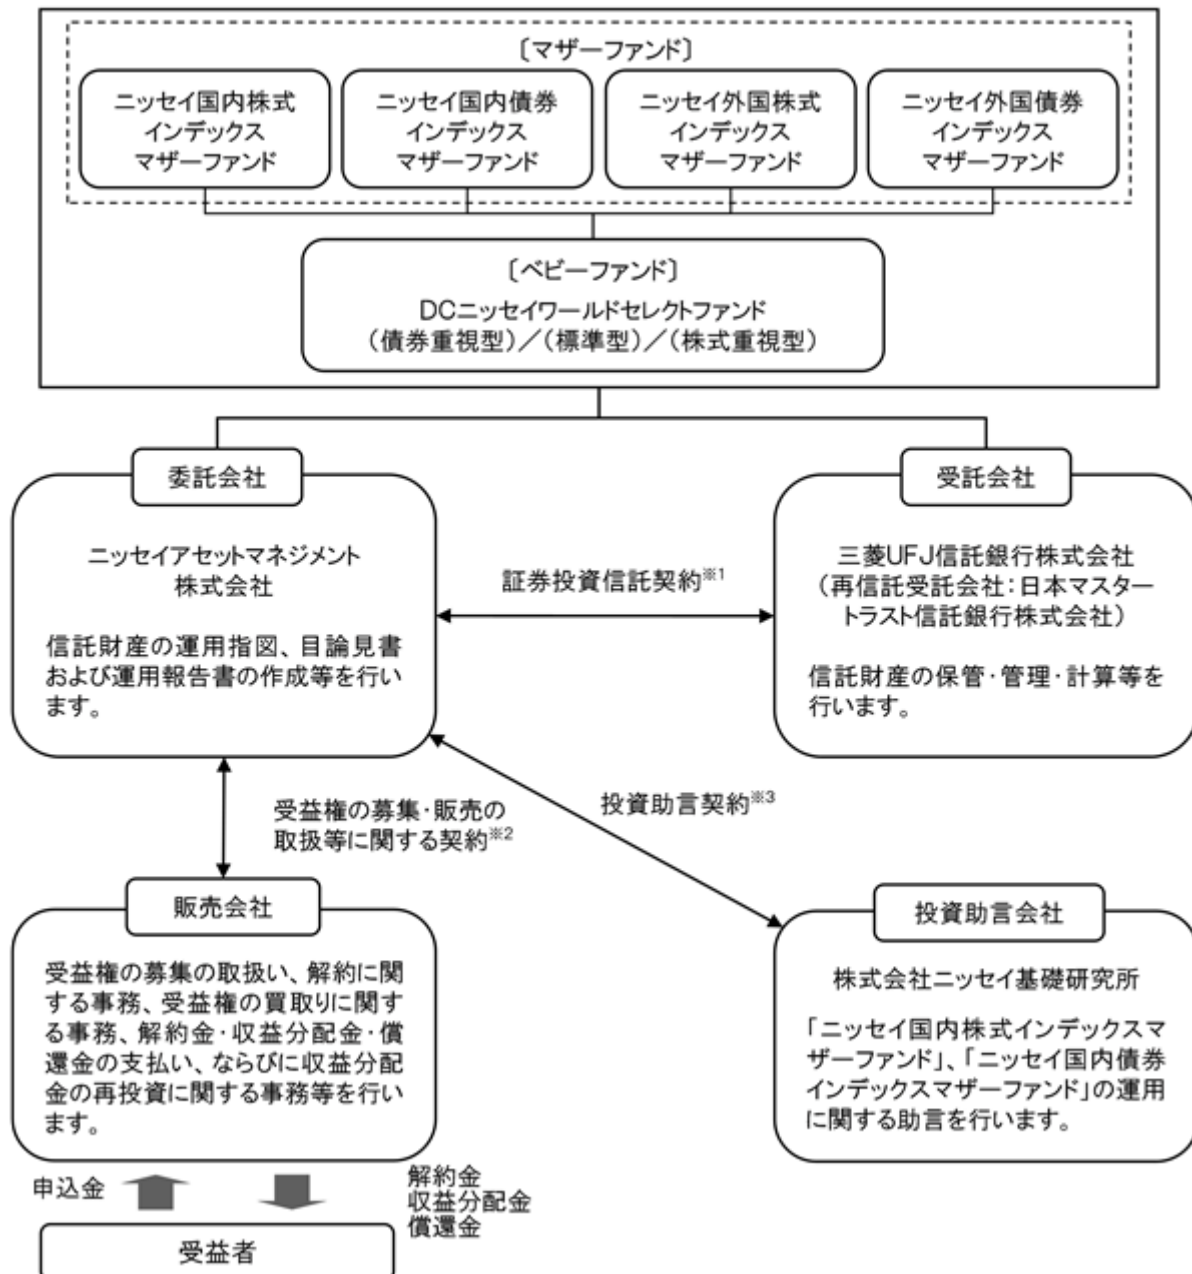 〔マザーファンド〕
ニッセイ国内株式
インデックス
マザーファンド
ニッセイ国内債券
インデックス
マザーファンド
ニッセイ外国株式
インデックス
マザーファンド
ニッセイ外国債券
インデックス
マザーファンド
〔ベビーファンド〕
DCニッセイワールドセレクトファンド
（債券重視型）／（標準型）／（株式重視型）
委託会社
ニッセイアセットマネジメント
株式会社
信託財産の運用指図、目論見書
および運用報告書の作成等を行い
ます。
証券投資信託契約※1
受託会社
三菱UFJ信託銀行株式会社
（再信託受託会社：日本マスター
トラスト信託銀行株式会社）
信託財産の保管・管理・計算等を
行います。
受益権の募集・販売の
取扱等に関する契約※2
投資助言契約※3
販売会社
受益権の募集の取扱い、解約に関
する事務、受益権の買取りに関す
る事務、解約金・収益分配金・償
還金の支払い、ならびに収益分配
金の再投資に関する事務等を行い
ます。
投資助言会社
株式会社ニッセイ基礎研究所
「ニッセイ国内株式インデックスマ
ザーファンド」、「ニッセイ国内債券
インデックスマザーファンド」の運用
に関する助言を行います。
申込金
解約金
収益分配金
償還金
受益者